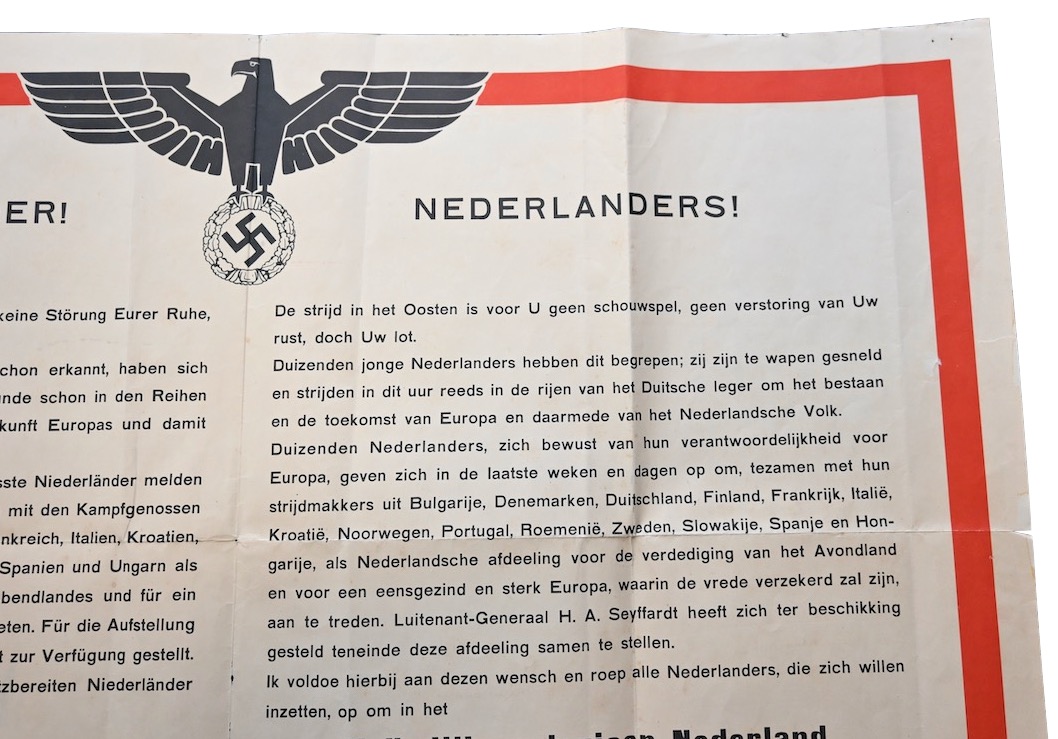 ER!
keine Störung Eurer Ruhe,
schon erkannt, haben sich
unde schon in den Reihen
kunft Europas und damit
sste Niederländer melden
mit den Kampfgenossen
nkreich, Italien, Kroatien,
Spanien und Ungarn als
bendlandes und für ein
eten. Für die Aufstellung
t zur Verfügung gestellt.
tzbereiten Niederländer
NEDERLANDERS!
De strijd in het Oosten is voor U geen schouwspel, geen verstoring van Uw
rust, doch Uw lot.
Duizenden jonge Nederlanders hebben dit begrepen; zij zijn te wapen gesneld
en strijden in dit uur reeds in de rijen van het Duitsche leger om het bestaan
en de toekomst van Europa en daarmede van het Nederlandsche Volk.
Duizenden Nederlanders, zich bewust van hun verantwoordelijkheid voor
Europa, geven zich in de laatste weken en dagen op om, tezamen met hun
strijdmakkers uit Bulgarije, Denemarken, Duitschland, Finland, Frankrijk, Italië,
Kroatië, Noorwegen, Portugal, Roemenië, Zweden, Slowakije, Spanje en Hon-
garije, als Nederlandsche afdeeling voor de verdediging van het Avondland
en voor een eensgezind en sterk Europa, waarin de vrede verzekerd zal zijn,
aan te treden. Luitenant-Generaal H. A. Seyffardt heeft zich ter beschikking
gesteld teneinde deze afdeeling samen te stellen.
Ik voldoe hierbij aan dezen wensch en roep alle Nederlanders, die zich willen
inzetten, op om in het
Nederland